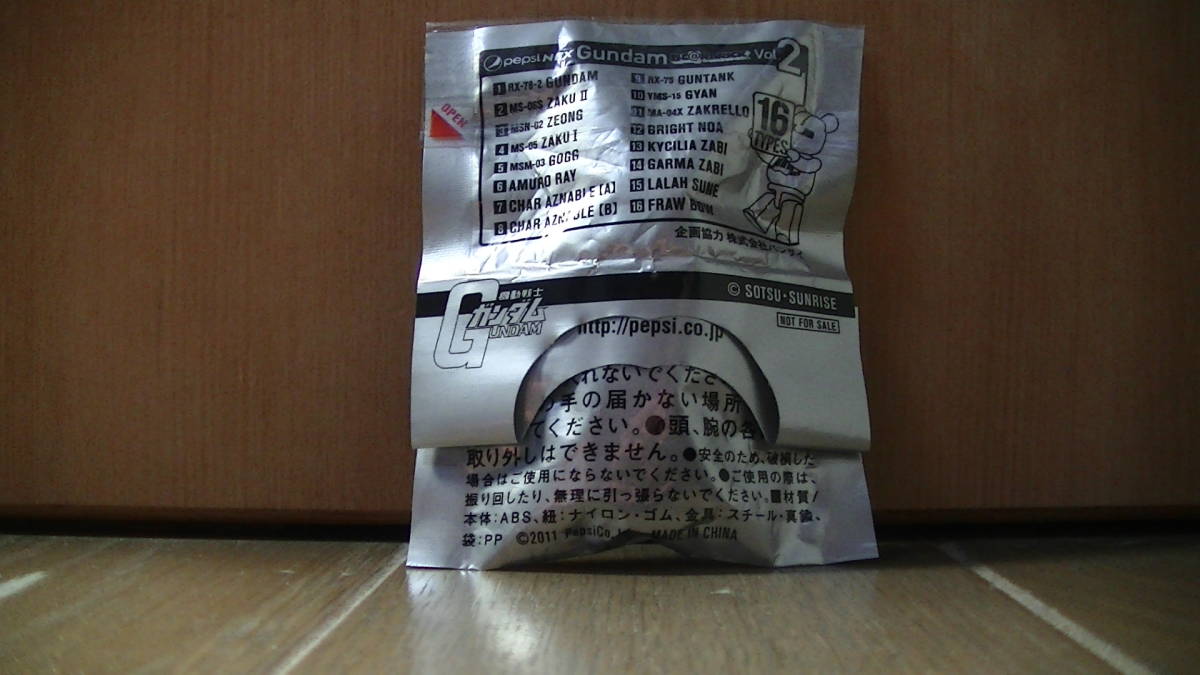 pepsi NEX Gundam BE@RBRICK Vol 2
1 RX-78-2 GUNDAM
2 MS-06S ZAKU II
3 MSN-02 ZEONG
4 MS-05 ZAKU I
5 MSM-03 GOGG
6 AMURO RAY
7 CHAR AZNABLE [A]
8 CHAR AZNABLE [B]
9 RX-75 GUNTANK
10 YMS-15 GYAN
11 MA-04X ZAKRELLO
12 BRIGHT NOA
13 KYCILIA ZABI
14 GARMA ZABI
15 LALAH SUNE
16 FRAW BOW
16
TYPES
OPEN
企画協力 株式会社バンダイ
機動戦士
ガンダム
GUNDAM
© SOTSU・SUNRISE
NOT FOR SALE
http://pepsi.co.jp
れないでくださ
手の届かない場所
てください。●頭、腕の各
取り外しはできません。●安全のため、破損した
場合はご使用にならないでください。●ご使用の際は、
振り回したり、無理に引っ張らないでください。■材質/
本体:ABS、紐:ナイロン・ゴム、金具:スチール・真鍮、
袋:PP ©2011 PepsiCo, MADE IN CHINA